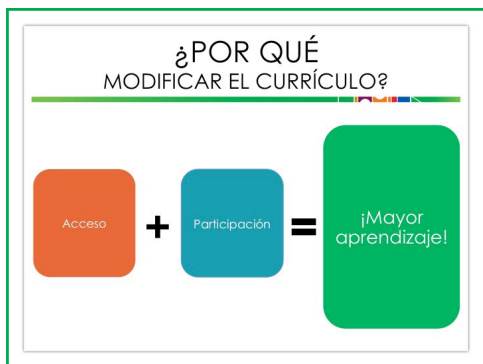 ¿POR QUÉ
MODIFICAR EL CURRÍCULO?
Acceso
+
Participación
=
¡Mayor
aprendizaje!